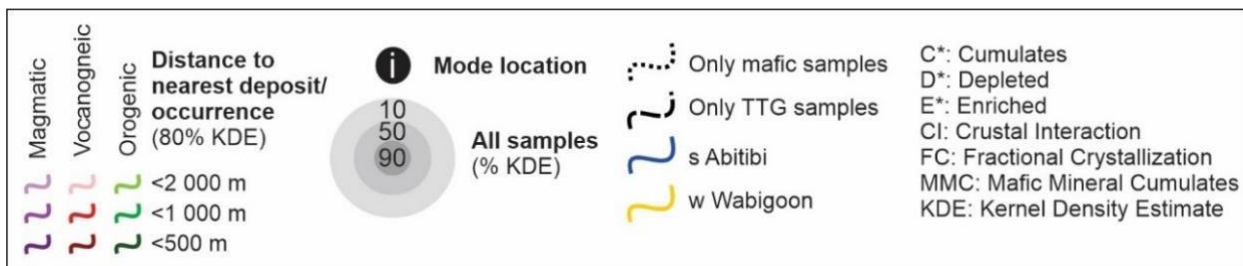 Magmatic
Vocanogneic
Orogenic
Distance to
nearest deposit/
occurrence
(80% KDE)
<2 000 m
<1 000 m
<500 m
i Mode location
10
50
90
All samples
(% KDE)
Only mafic samples
Only TTG samples
s Abitibi
w Wabigoon
C*: Cumulates
D*: Depleted
E*: Enriched
CI: Crustal Interaction
FC: Fractional Crystallization
MMC: Mafic Mineral Cumulates
KDE: Kernel Density Estimate